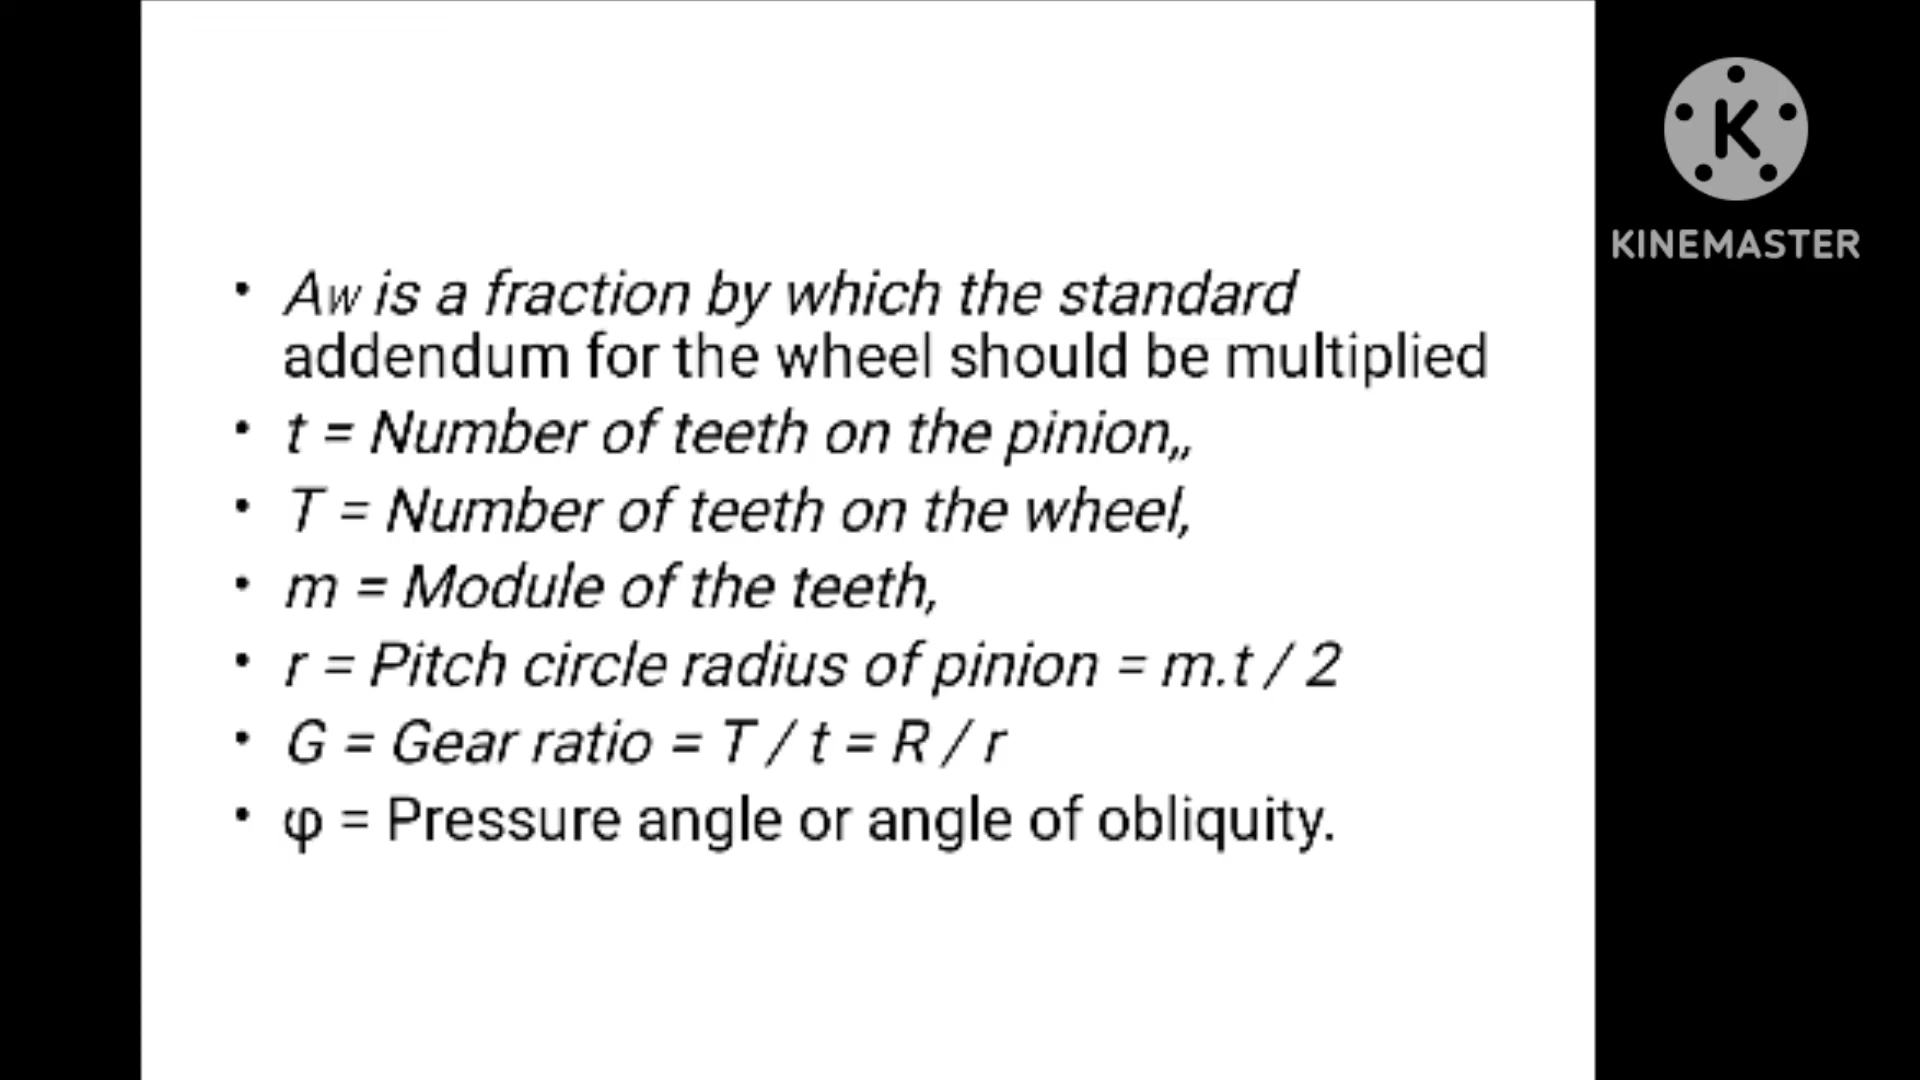 • Aw is a fraction by which the standard
addendum for the wheel should be multiplied
• t = Number of teeth on the pinion,,
• T = Number of teeth on the wheel,
• m = Module of the teeth,
• r = Pitch circle radius of pinion = m.t / 2
• G = Gear ratio = T / t = R / r
• φ = Pressure angle or angle of obliquity.
K
KINEMASTER